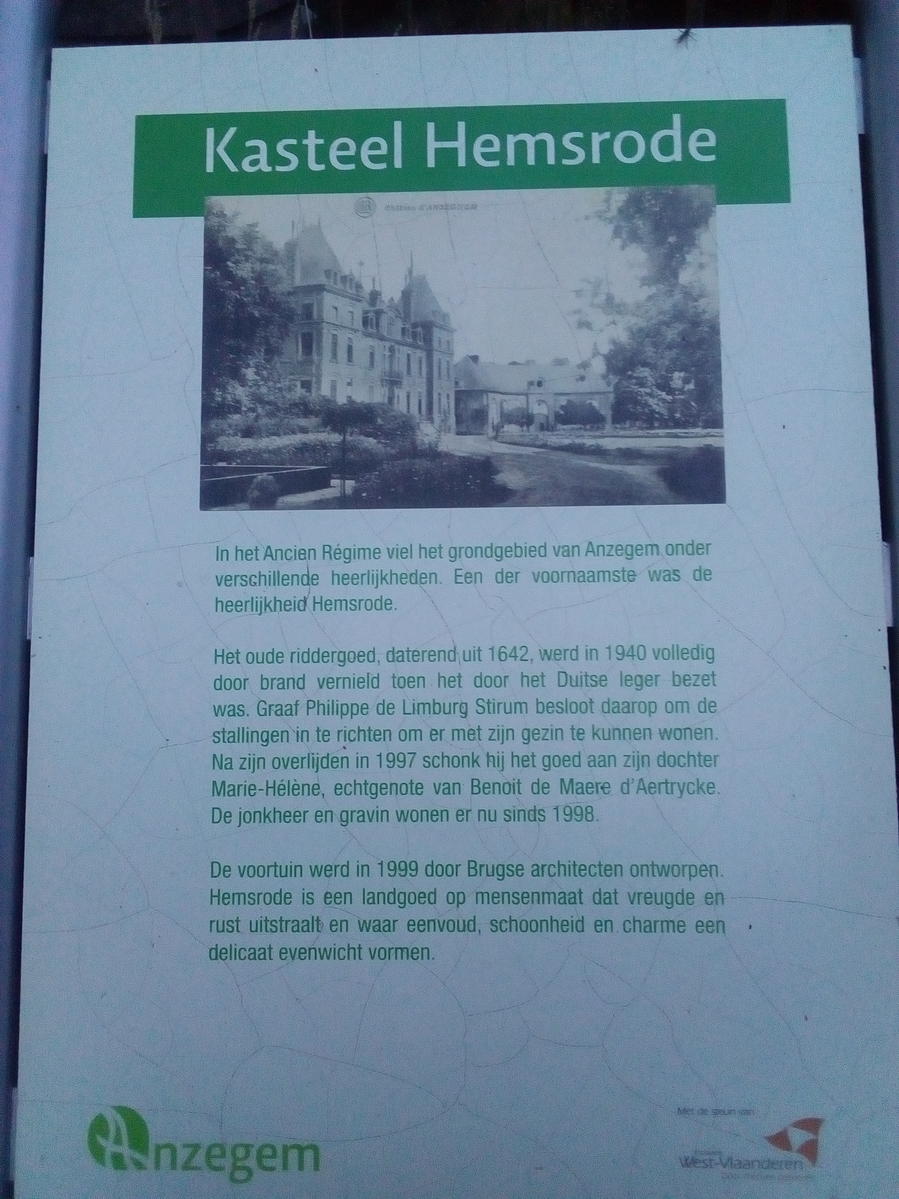 Kasteel Hemsrode
Château d'ANZEGHEM
In het Ancien Régime viel het grondgebied van Anzegem onder
verschillende heerlijkheden. Een der voornaamste was de
heerlijkheid Hemsrode.
Het oude riddergoed, daterend uit 1642, werd in 1940 volledig
door brand vernield toen het door het Duitse leger bezet
was. Graaf Philippe de Limburg Stirum besloot daarop om de
stallingen in te richten om er met zijn gezin te kunnen wonen.
Na zijn overlijden in 1997 schonk hij het goed aan zijn dochter
Marie-Hélène, echtgenote van Benoit de Maere d'Aertrycke.
De jonkheer en gravin wonen er nu sinds 1998.
De voortuin werd in 1999 door Brugse architecten ontworpen.
Hemsrode is een landgoed op mensenmaat dat vreugde en
rust uitstraalt en waar eenvoud, schoonheid en charme een
delicaat evenwicht vormen.
Anzegem
Met de steun van
West-Vlaanderen